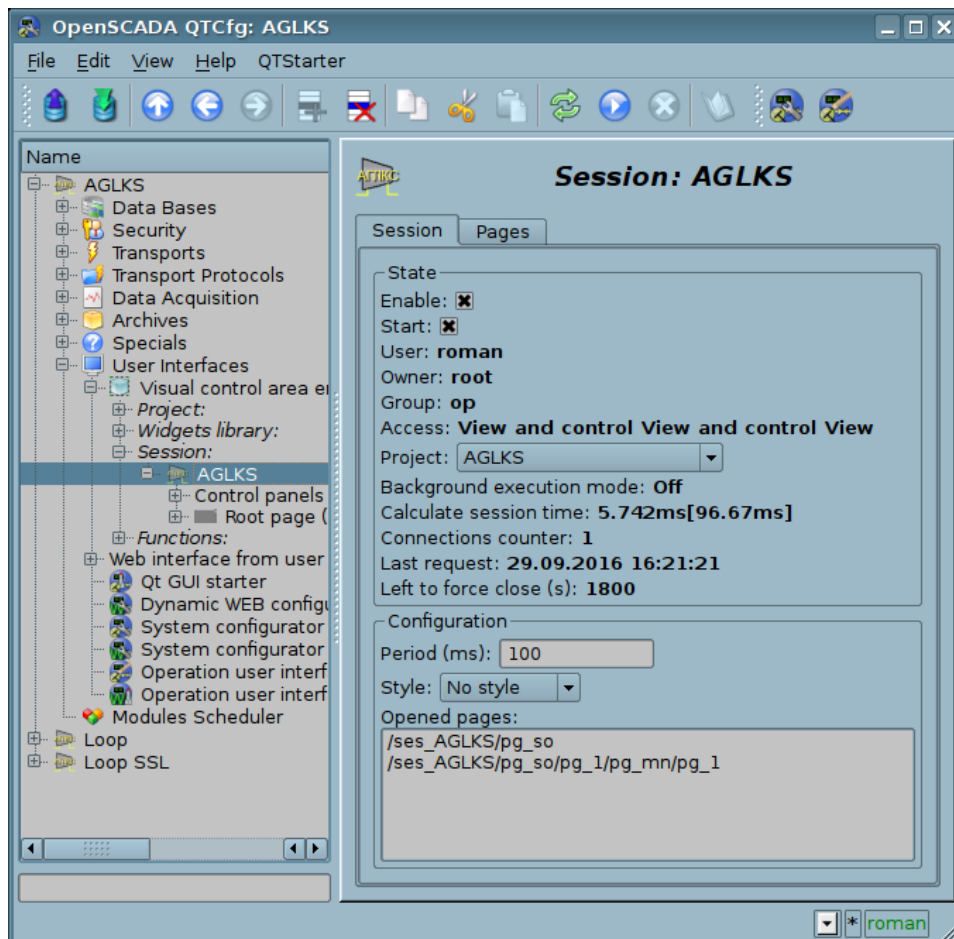 OpenSCADA QTCfg: AGLKS
File Edit View Help QTStarter
Name
AGLKS
Data Bases
Security
Transports
Transport Protocols
Data Acquisition
Archives
Specials
User Interfaces
Visual control area
Project:
Widgets library:
Session:
AGLKS
Control panels
Root page (
Functions:
Web interface from user
Qt GUI starter
Dynamic WEB
System configurator
System configurator
Operation user
Operation user
Modules Scheduler
Loop
Loop SSL
АГЛКС
Session: AGLKS
Session Pages
State
Enable:
Start:
User: roman
Owner: root
Group: op
Access: View and control View and control View
Project: AGLKS
Background execution mode: Off
Calculate session time: 5.742ms[96.67ms]
Connections counter: 1
Last request: 29.09.2016 16:21:21
Left to force close (s): 1800
Configuration
Period (ms): 100
Style: No style
Opened pages:
/ses_AGLKS/pg_so
/ses_AGLKS/pg_so/pg_1/pg_mn/pg_1
* roman